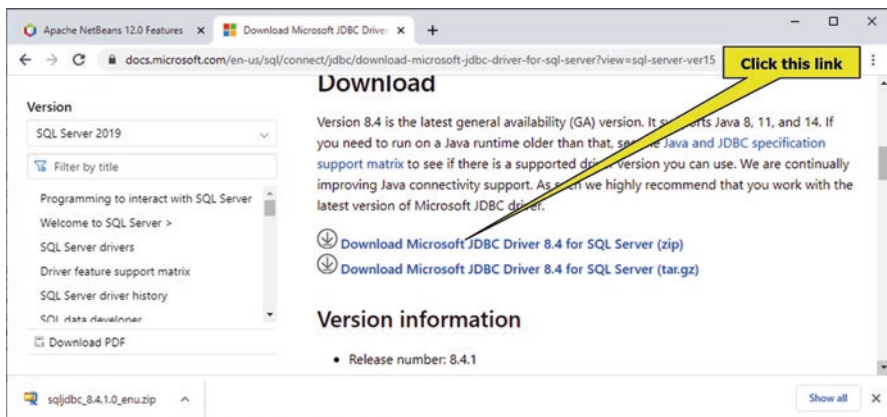 Apache NetBeans 12.0 Features
Download Microsoft JDBC Driver
docs.microsoft.com/en-us/sql/connect/jdbc/download-microsoft-jdbc-driver-for-sql-server?view=sql-server-ver15
Click this link
Version
SQL Server 2019
Filter by title
Programming to interact with SQL Server
Welcome to SQL Server >
SQL Server drivers
Driver feature support matrix
SQL Server driver history
SQL data developer
Download PDF
Download
Version 8.4 is the latest general availability (GA) version. It supports Java 8, 11, and 14. If
you need to run on a Java runtime older than that, see the Java and JDBC specification
support matrix to see if there is a supported driver version you can use. We are continually
improving Java connectivity support. As such we highly recommend that you work with the
latest version of Microsoft JDBC driver.
Download Microsoft JDBC Driver 8.4 for SQL Server (zip)
Download Microsoft JDBC Driver 8.4 for SQL Server (tar.gz)
Version information
• Release number: 8.4.1
sqljdbc_8.4.1.0_enu.zip
Show all